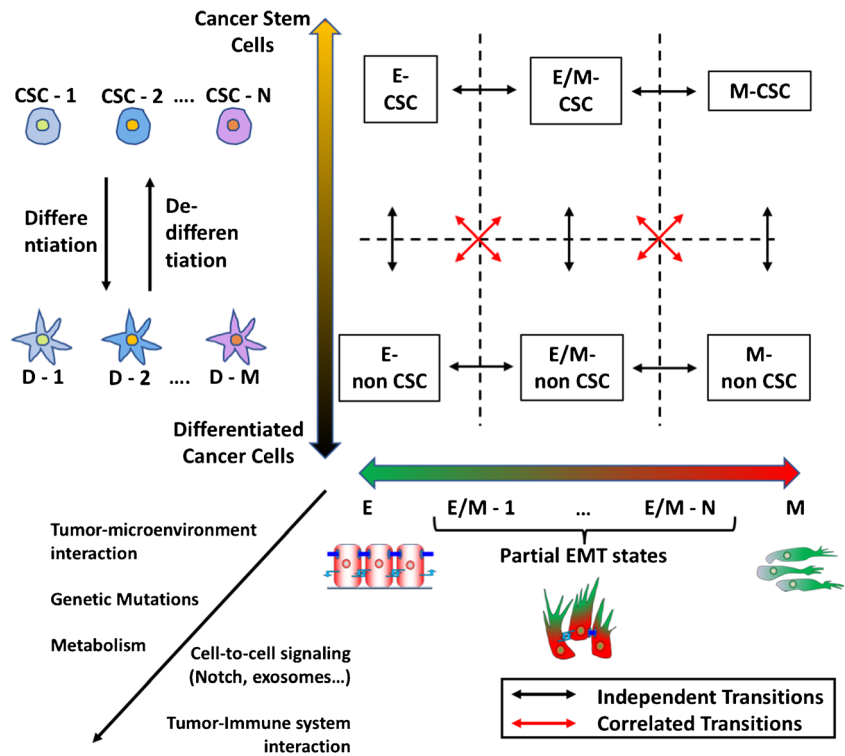 Cancer Stem
Cells
CSC - 1 CSC - 2 .... CSC - N
Differe
ntiation
De-
differen
tiation
D - 1 D - 2 .... D - M
Differentiated
Cancer Cells
E-
CSC
E/M-
CSC
M-CSC
E-
non CSC
E/M-
non CSC
M-
non CSC
E E/M - 1 ... E/M - N M
Partial EMT states
Tumor-microenvironment
interaction
Genetic Mutations
Metabolism
Cell-to-cell signaling
(Notch, exosomes...)
Tumor-Immune system
interaction
Independent Transitions
Correlated Transitions